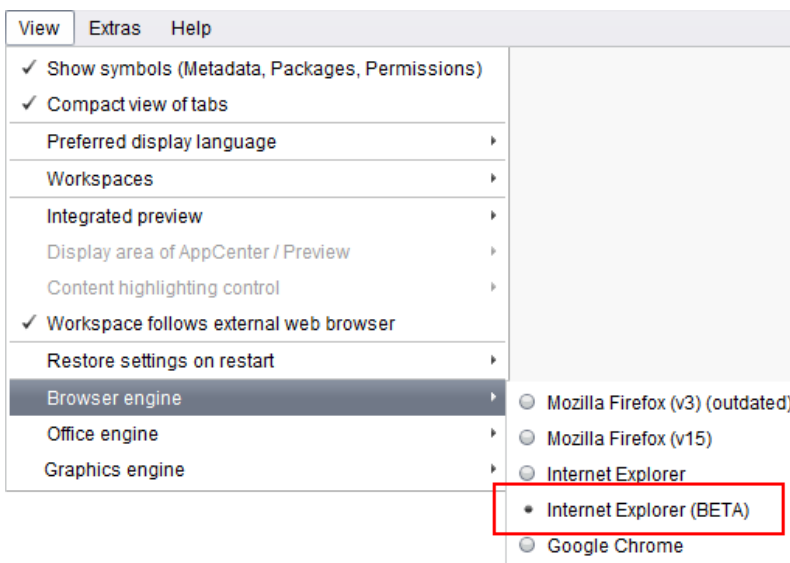 View Extras Help
Show symbols (Metadata, Packages, Permissions)
Compact view of tabs
Preferred display language
Workspaces
Integrated preview
Display area of AppCenter / Preview
Content highlighting control
Workspace follows external web browser
Restore settings on restart
Browser engine
Office engine
Graphics engine
Mozilla Firefox (v3) (outdated)
Mozilla Firefox (v15)
Internet Explorer
Internet Explorer (BETA)
Google Chrome